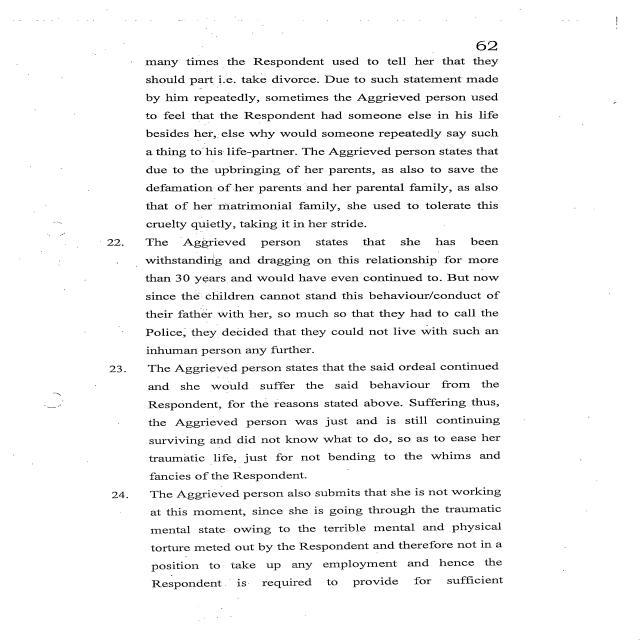 62
many times the Respondent used to tell her that they
should part i.e. take divorce. Due to such statement made
by him repeatedly, sometimes the Aggrieved person used
to feel that the Respondent had someone else in his life
besides her, else why would someone repeatedly say such
a thing to his life-partner. The Aggrieved person states that
due to the upbringing of her parents, as also to save the
defamation of her parents and her parental family, as also
that of her matrimonial family, she used to tolerate this
cruelty quietly, taking it in her stride.
22. The Aggrieved person states that she has been
withstanding and dragging on this relationship for more
than 30 years and would have even continued to. But now
since the children cannot stand this behaviour/conduct of
their father with her, so much so that they had to call the
Police, they decided that they could not live with such an
inhuman person any further.
23. The Aggrieved person states that the said ordeal continued
and she would suffer the said behaviour from the
Respondent, for the reasons stated above. Suffering thus,
the Aggrieved person was just and is still continuing
surviving and did not know what to do, so as to ease her
traumatic life, just for not bending to the whims and
fancies of the Respondent.
24. The Aggrieved person also submits that she is not working
at this moment, since she is going through the traumatic
mental state owing to the terrible mental and physical
torture meted out by the Respondent and therefore not in a
position to take up any employment and hence the
Respondent is required to provide for sufficient